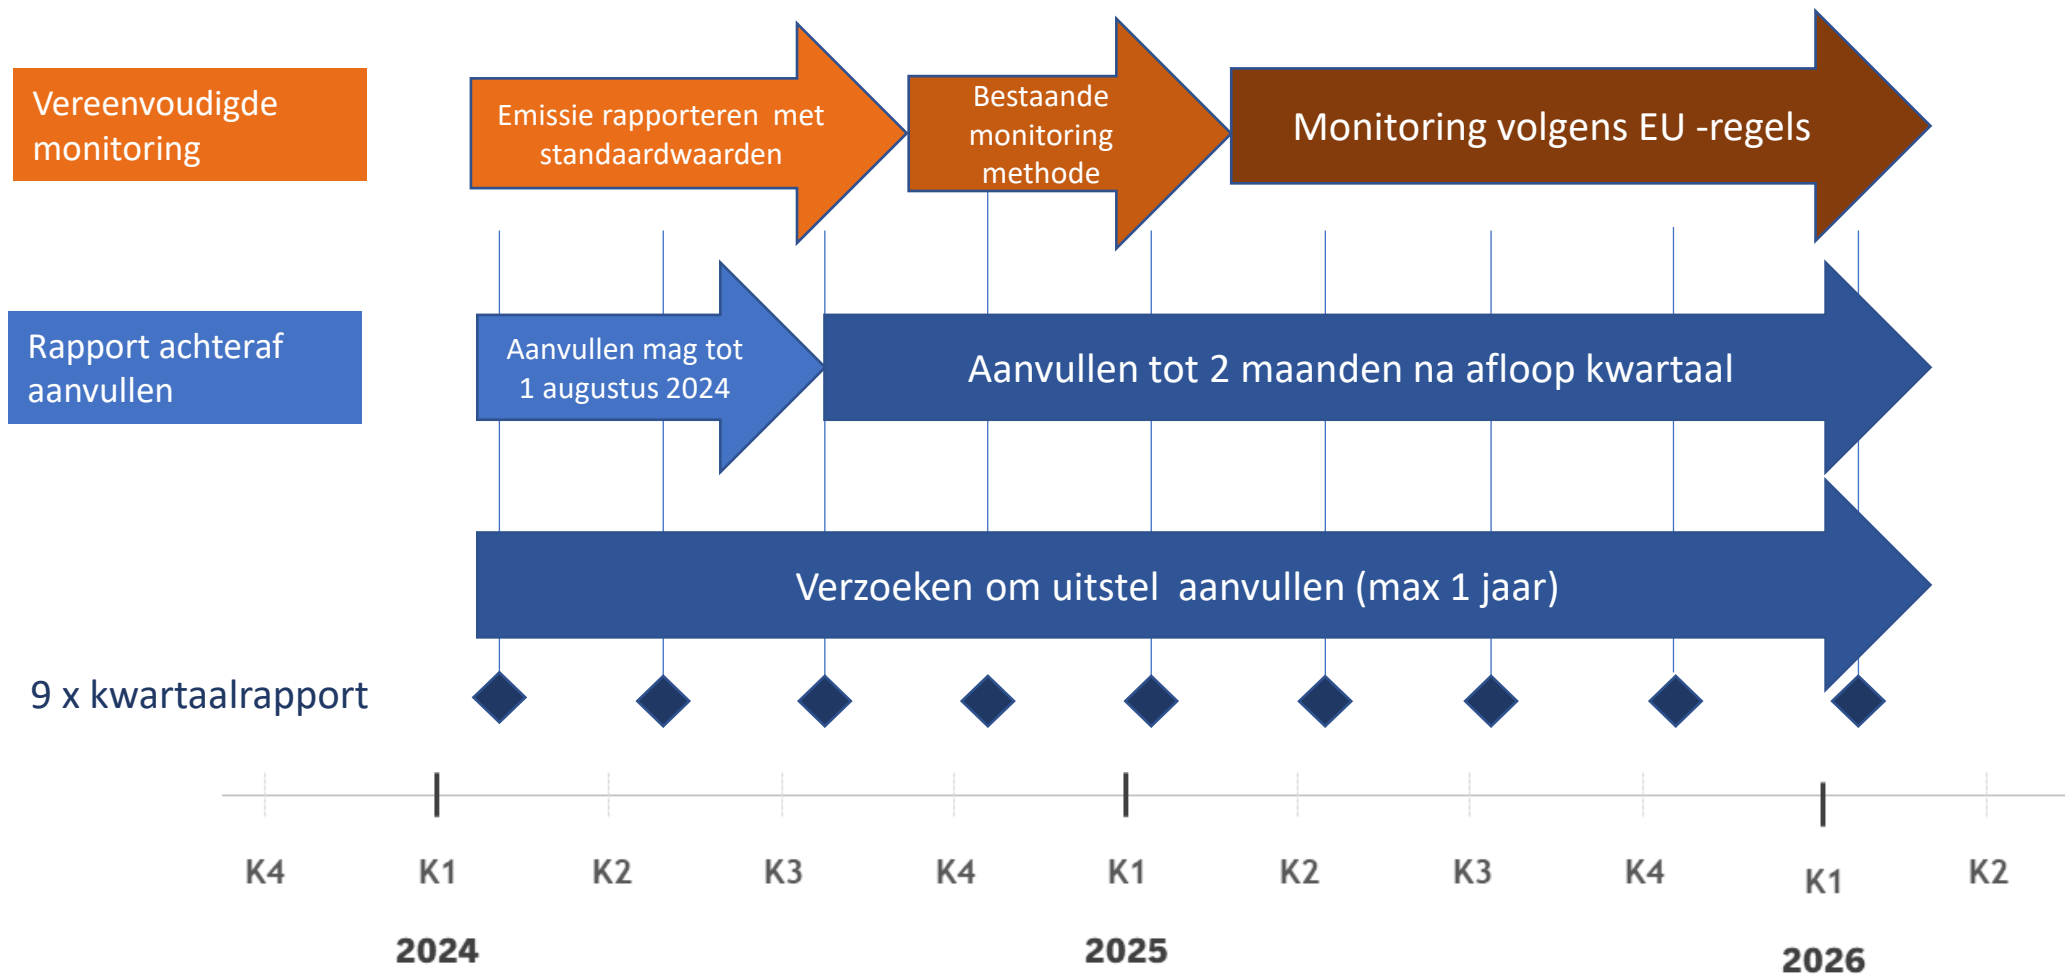 Vereenvoudigde
monitoring
Emissie rapporteren met
standaardwaarden
Bestaande
monitoring
methode
Monitoring volgens EU -regels
Rapport achteraf
aanvullen
Aanvullen mag tot
1 augustus 2024
Aanvullen tot 2 maanden na afloop kwartaal
Verzoeken om uitstel aanvullen (max 1 jaar)
9 x kwartaalrapport
K4 K1 K2 K3 K4 K1 K2 K3 K4 K1 K2
2024 2025 2026